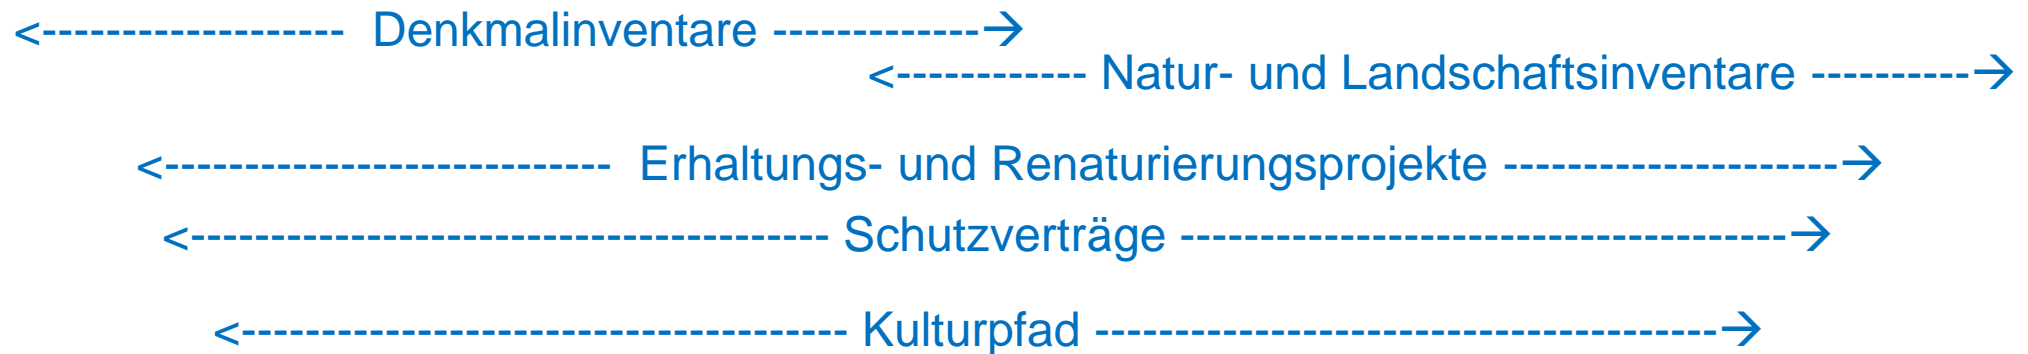 <------------------- Denkmalinventare -------------→
<------------ Natur- und Landschaftsinventare ----------→
<---------------------------- Erhaltungs- und Renaturierungsprojekte ---------------------→
<---------------------------------------- Schutzverträge --------------------------------------→
<-------------------------------------- Kulturpfad ---------------------------------------→